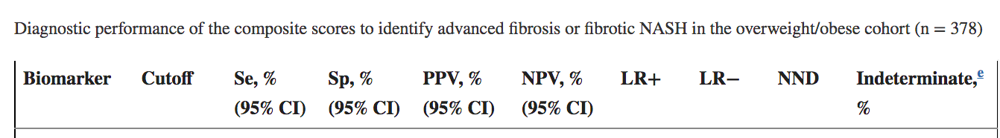 Diagnostic performance of the composite scores to identify advanced fibrosis or fibrotic NASH in the overweight/obese cohort (n = 378)
Biomarker Cutoff Se, % Sp, % PPV, % NPV, % LR+ LR− NND Indeterminate,e
(95% CI) (95% CI) (95% CI) (95% CI) %